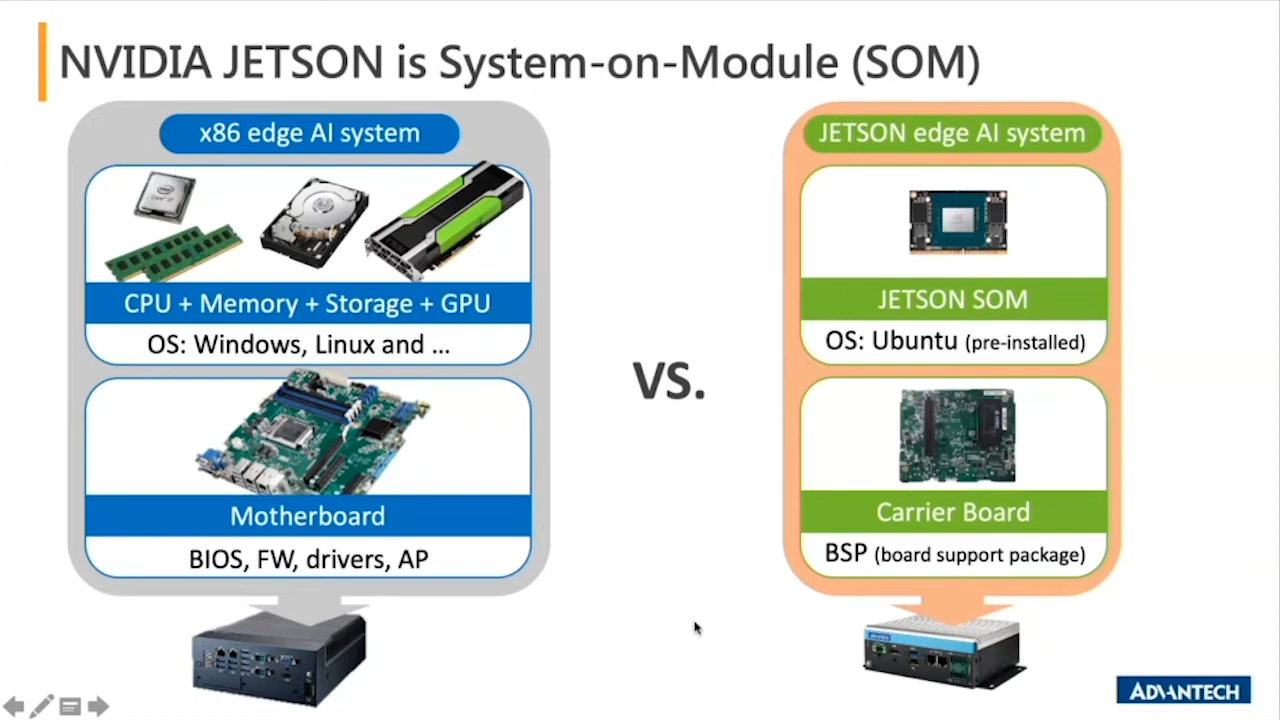 NVIDIA JETSON is System-on-Module (SOM)
x86 edge AI system
CPU + Memory + Storage + GPU
OS: Windows, Linux and ...
Motherboard
BIOS, FW, drivers, AP
VS.
JETSON edge AI system
JETSON SOM
OS: Ubuntu (pre-installed)
Carrier Board
BSP (board support package)
ADVANTECH